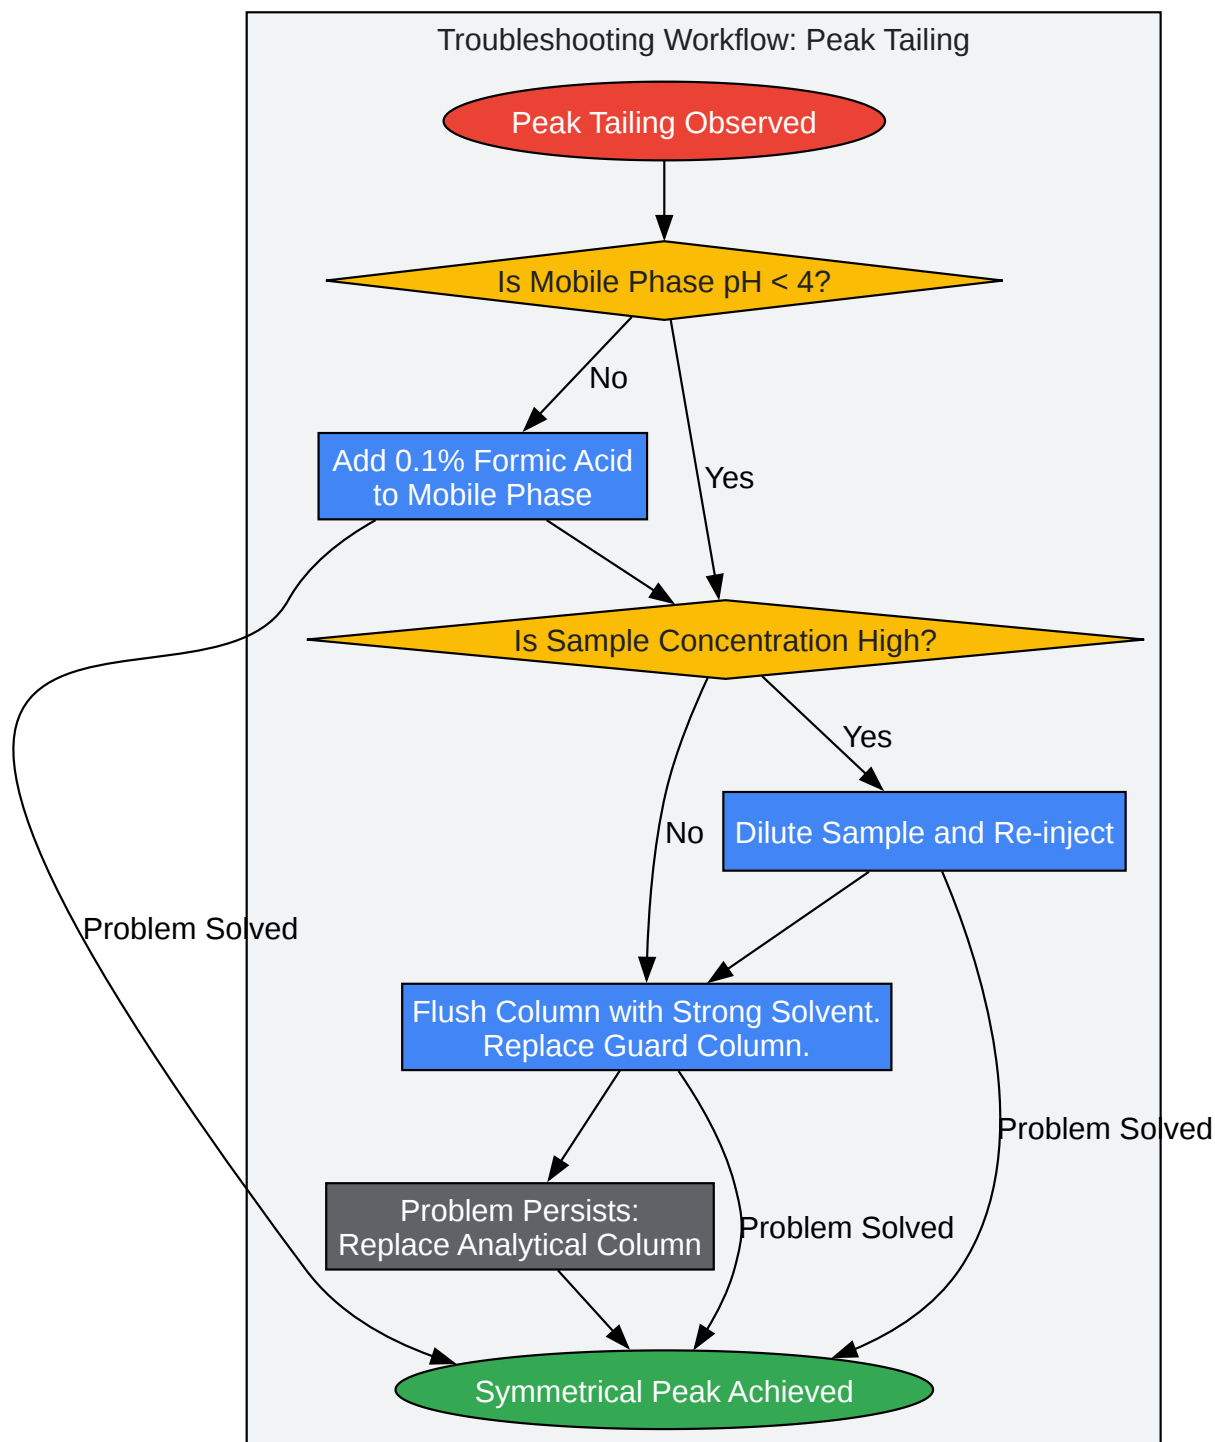 Troubleshooting Workflow: Peak Tailing
Peak Tailing Observed
Is Mobile Phase pH < 4?
No
Add 0.1% Formic Acid
to Mobile Phase
Yes
Is Sample Concentration High?
Yes
No
Dilute Sample and Re-inject
Problem Solved
Flush Column with Strong Solvent.
Replace Guard Column.
Problem Solved
Problem Persists:
Replace Analytical Column
Problem Solved
Symmetrical Peak Achieved